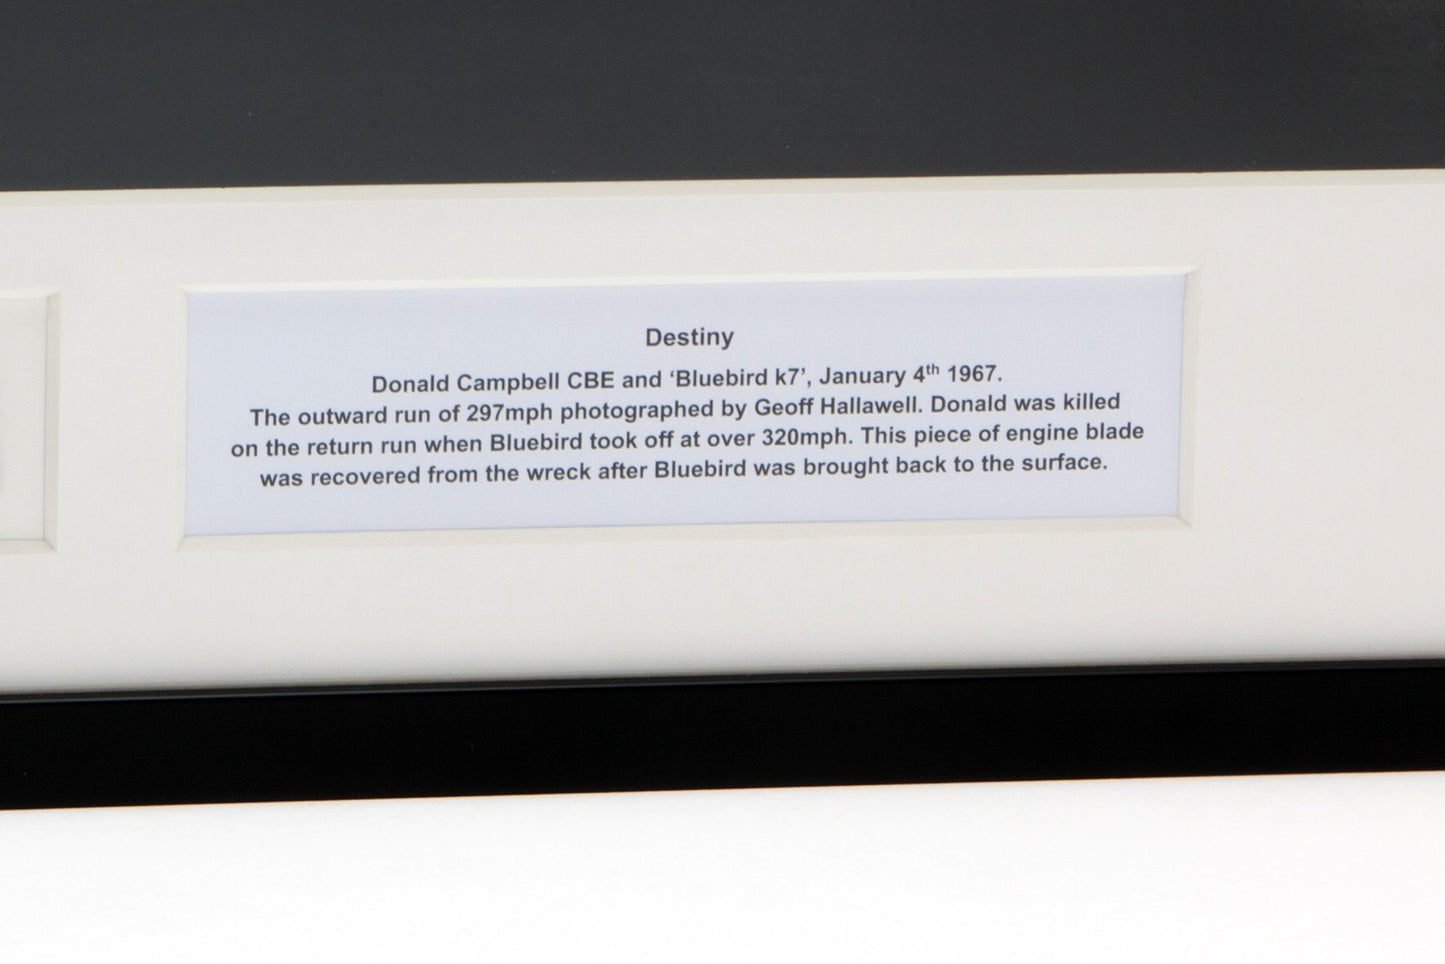 Destiny
Donald Campbell CBE and ‘Bluebird k7’, January 4th 1967.
The outward run of 297mph photographed by Geoff Hallawell. Donald was killed
on the return run when Bluebird took off at over 320mph. This piece of engine blade
was recovered from the wreck after Bluebird was brought back to the surface.